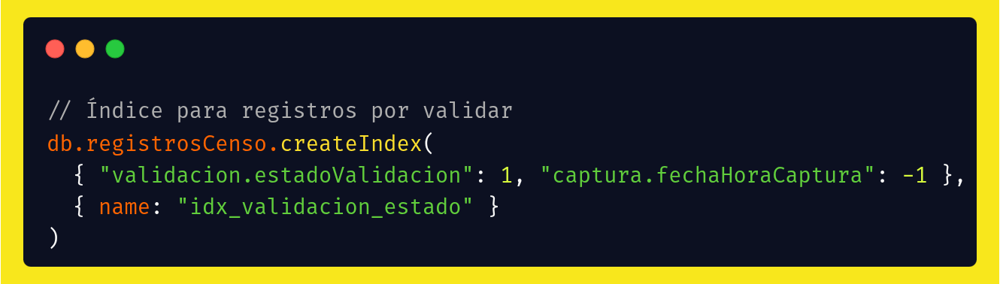 // Índice para registros por validar
db.registrosCenso.createIndex(
  { "validacion.estadoValidacion": 1, "captura.fechaHoraCaptura": -1 },
  { name: "idx_validacion_estado" }
)